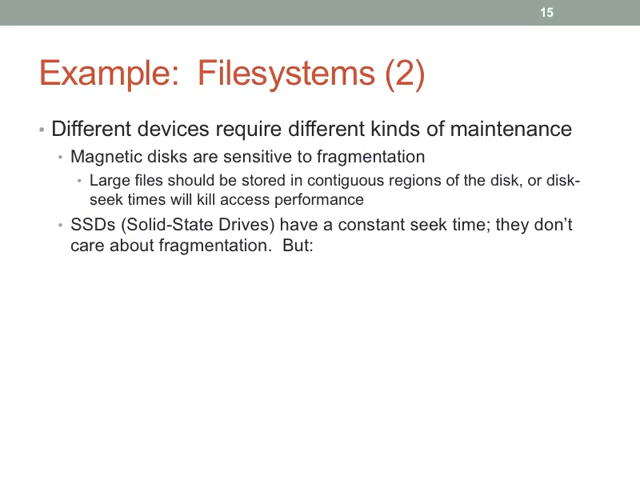 15
Example:  Filesystems (2)
• Different devices require different kinds of maintenance
• Magnetic disks are sensitive to fragmentation
• Large files should be stored in contiguous regions of the disk, or disk-
seek times will kill access performance
• SSDs (Solid-State Drives) have a constant seek time; they don’t
care about fragmentation.  But: